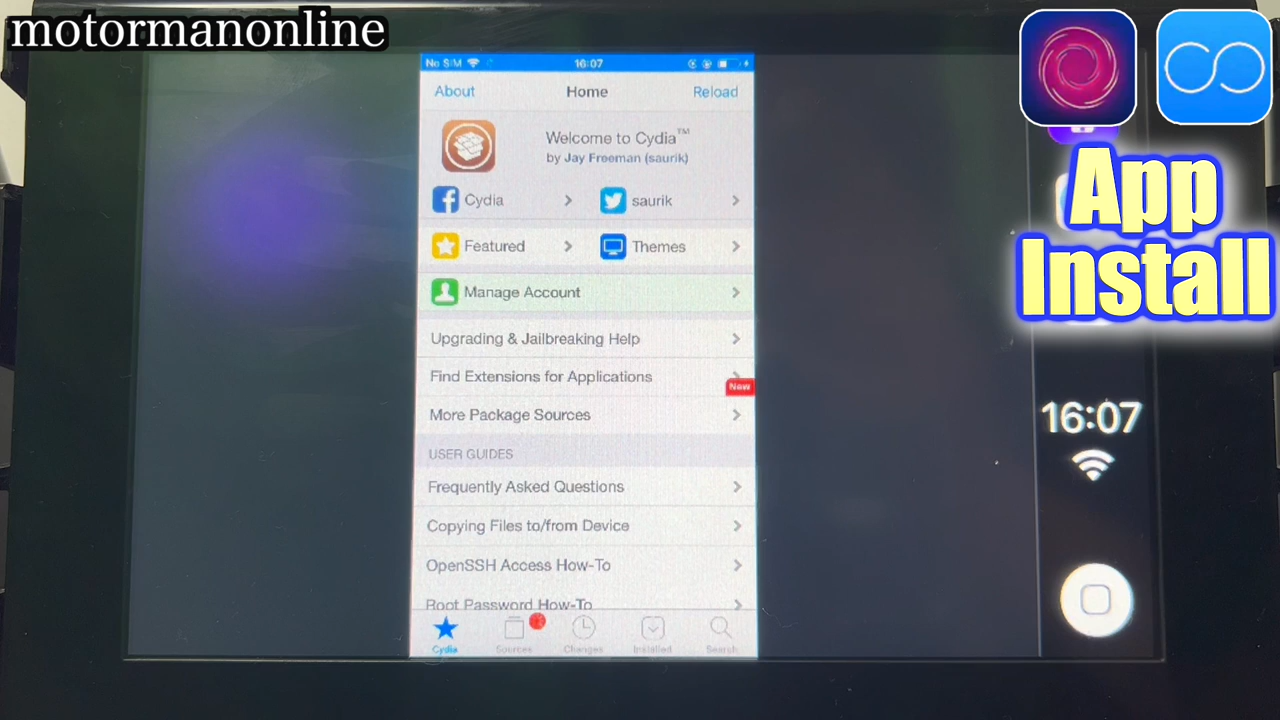 motormanonline
App
Install
No SIM
16:07
About
Home
Reload
Welcome to Cydia™
by Jay Freeman (saurik)
Cydia
saurik
Featured
Themes
Manage Account
Upgrading & Jailbreaking Help
Find Extensions for Applications
New
More Package Sources
USER GUIDES
Frequently Asked Questions
Copying Files to/from Device
OpenSSH Access How-To
Root Password How-To
Cydia
Sources
Changes
Installed
Search
16:07